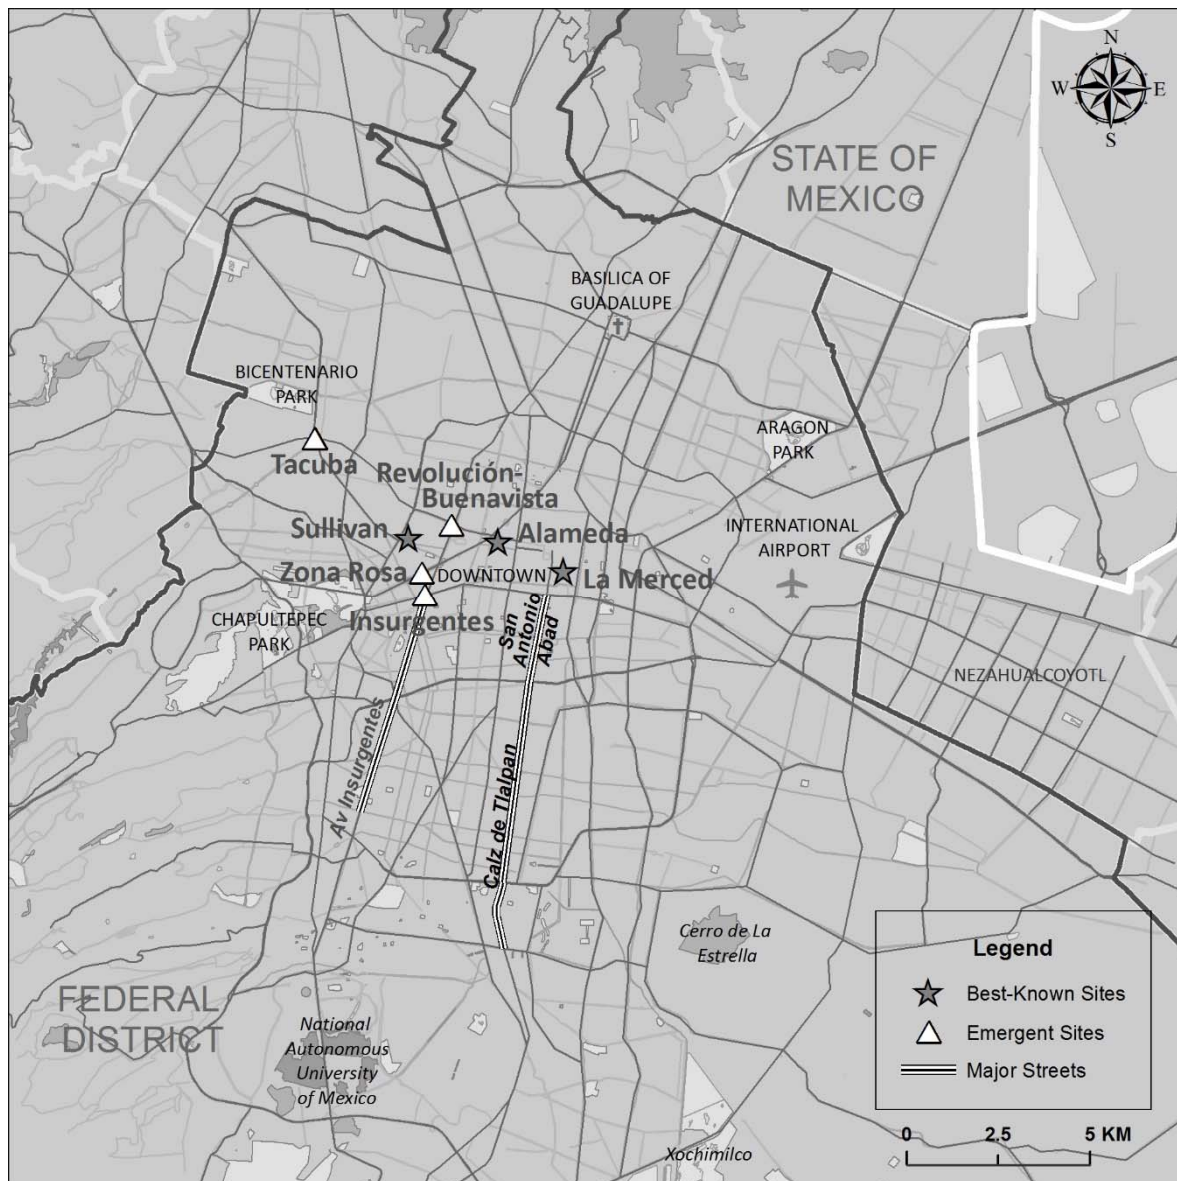 N
W E
S
STATE OF
MEXICO
BASILICA OF
GUADALUPE
BICENTENARIO
PARK
ARAGON
PARK
Tacuba
Revolución-
Buenavista
Sullivan
Alameda
INTERNATIONAL
AIRPORT
Zona Rosa
DOWNTOWN
La Merced
CHAPULTEPEC
PARK
Insurgentes
San
Antonio
Abad
NEZAHUALCOYOTL
Av Insurgentes
Calz de Tlalpan
Cerro de La
Estrella
FEDERAL
DISTRICT
National
Autonomous
University
of Mexico
Xochimilco
Legend
Best-Known Sites
Emergent Sites
Major Streets
0 2.5 5 KM